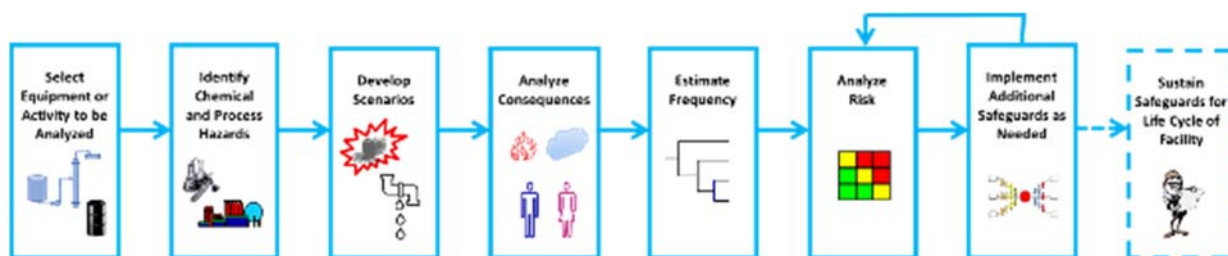 Select
Equipment or
Activity to be
Analyzed
Identify
Chemical
and Process
Hazards
Develop
Scenarios
Analyze
Consequences
Estimate
Frequency
Analyze
Risk
Implement
Additional
Safeguards as
Needed
Sustain
Safeguards for
Life Cycle of
Facility